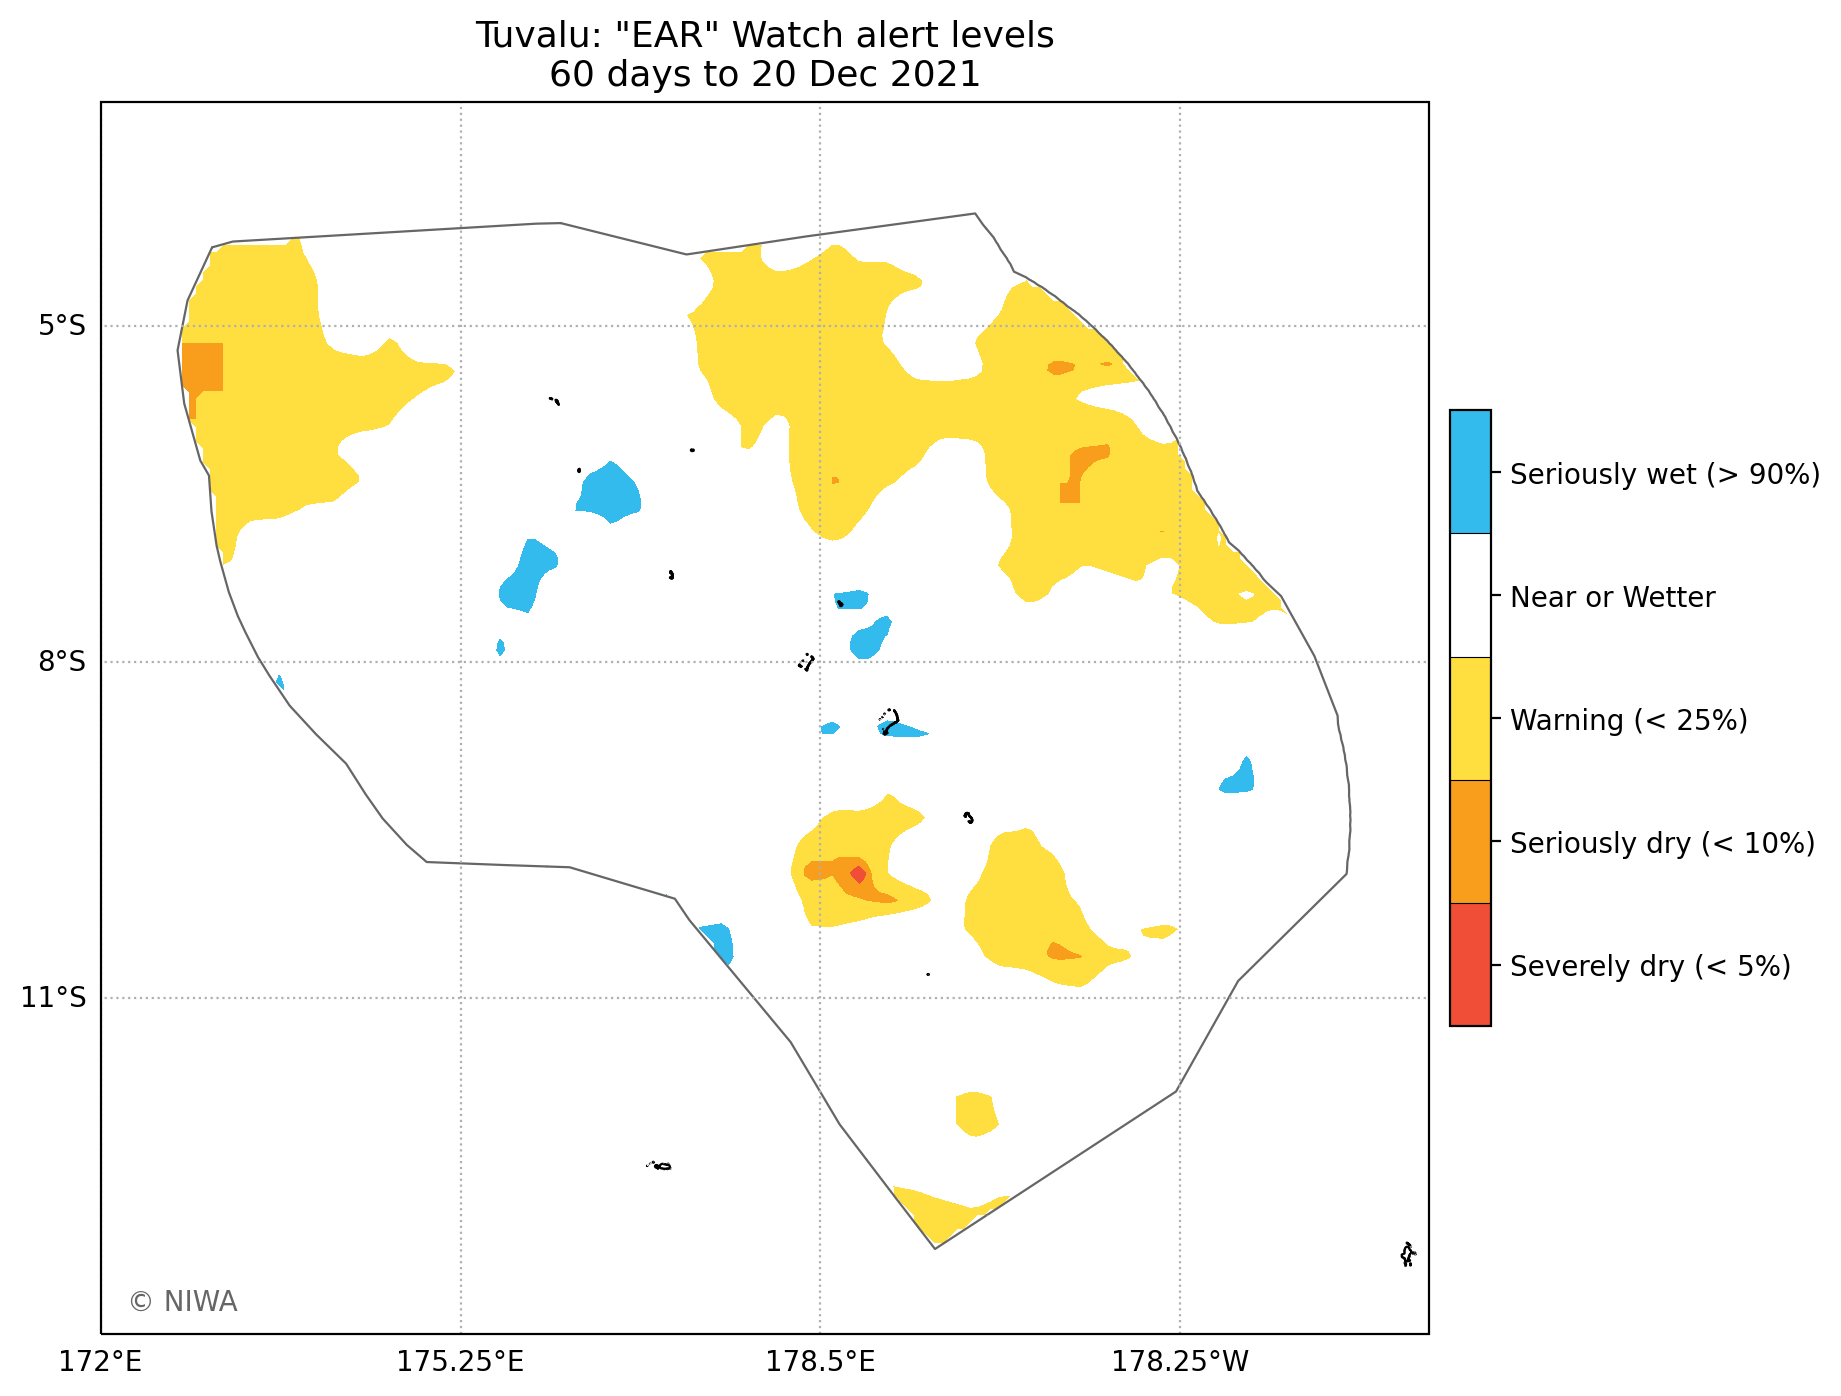 Tuvalu: "EAR" Watch alert levels
60 days to 20 Dec 2021
5°S
8°S
11°S
172°E
175.25°E
178.5°E
178.25°W
Seriously wet (> 90%)
Near or Wetter
Warning (< 25%)
Seriously dry (< 10%)
Severely dry (< 5%)
© NIWA